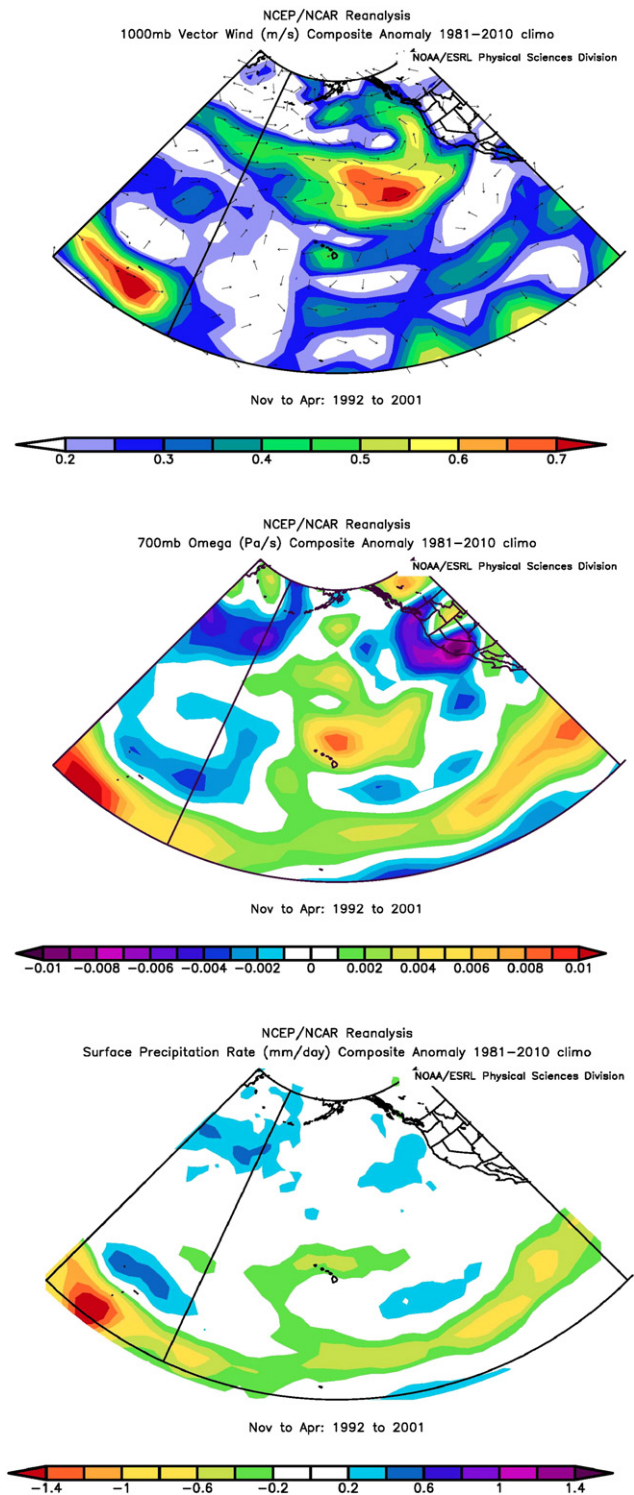 NCEP/NCAR Reanalysis
1000mb Vector Wind (m/s) Composite Anomaly 1981−2010 climo
NOAA/ESRL Physical Sciences Division
Nov to Apr: 1992 to 2001
0.2 0.3 0.4 0.5 0.6 0.7
NCEP/NCAR Reanalysis
700mb Omega (Pa/s) Composite Anomaly 1981−2010 climo
NOAA/ESRL Physical Sciences Division
Nov to Apr: 1992 to 2001
−0.01 −0.008 −0.006 −0.004 −0.002 0 0.002 0.004 0.006 0.008 0.01
NCEP/NCAR Reanalysis
Surface Precipitation Rate (mm/day) Composite Anomaly 1981−2010 climo
NOAA/ESRL Physical Sciences Division
Nov to Apr: 1992 to 2001
−1.4 −1 −0.6 −0.2 0.2 0.6 1 1.4